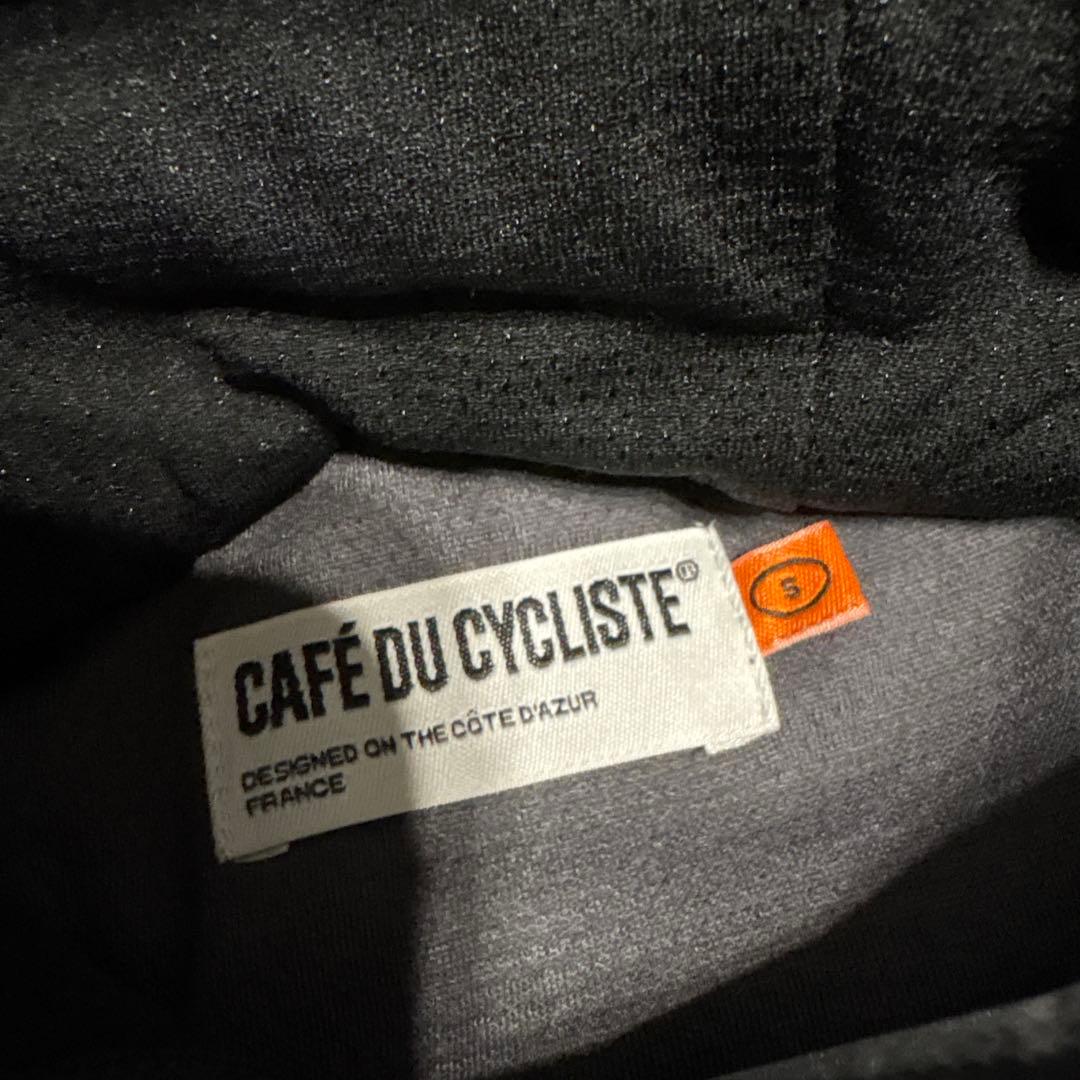 CAFÉ DU CYCLISTE®
DESIGNED ON THE CÔTE D'AZUR
FRANCE
S